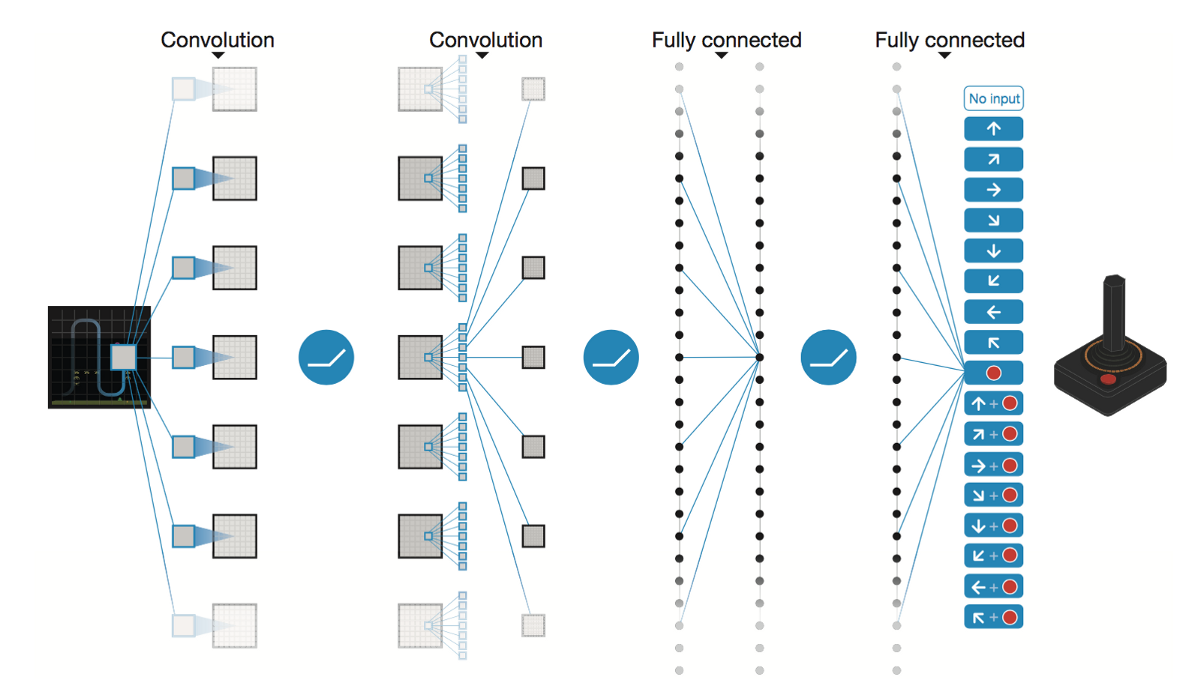 Convolution
Convolution
Fully connected
Fully connected
No input
+
+
+
+
+
+
+
+